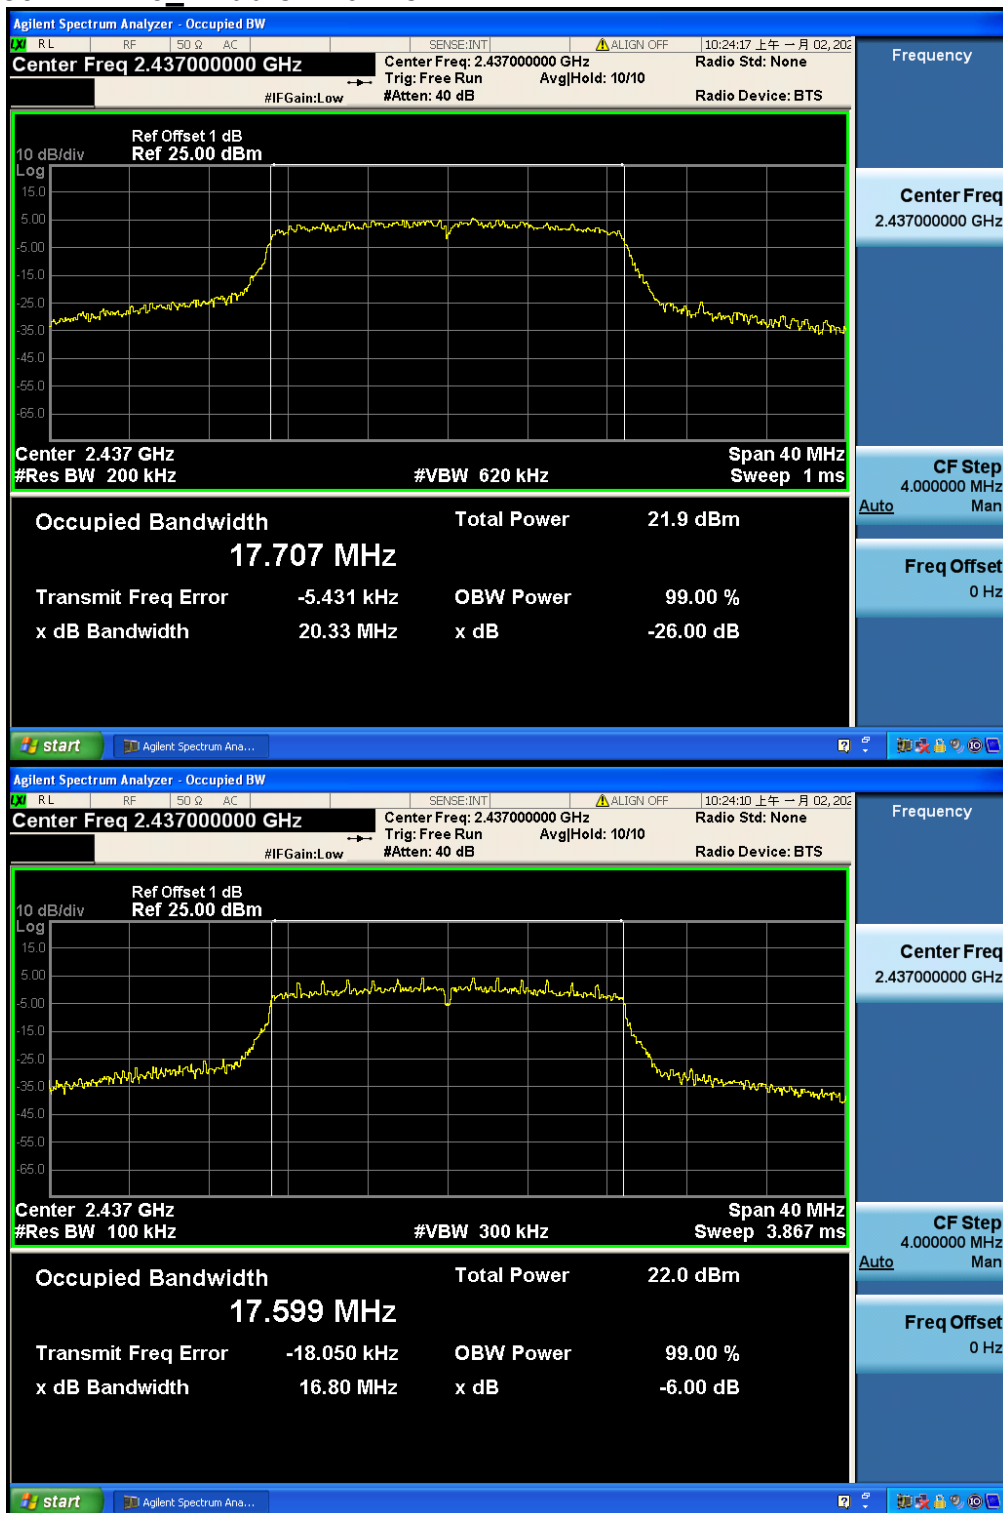 Agilent Spectrum Analyzer - Occupied BW
LXI RL RF 50 Ω AC SENSE:INT ALIGN OFF 10:24:17 上午 一月 02, 202
Center Freq 2.437000000 GHz Center Freq: 2.437000000 GHz Radio Std: None
Trig: Free Run Avg|Hold: 10/10
#IFGain:Low #Atten: 40 dB Radio Device: BTS
Ref Offset 1 dB
10 dB/div Ref 25.00 dBm
Log
15.0
5.00
-5.00
-15.0
-25.0
-35.0
-45.0
-55.0
-65.0
Center 2.437 GHz Span 40 MHz
#Res BW 200 kHz #VBW 620 kHz Sweep 1 ms
Occupied Bandwidth Total Power 21.9 dBm
17.707 MHz
Transmit Freq Error -5.431 kHz OBW Power 99.00 %
x dB Bandwidth 20.33 MHz x dB -26.00 dB
Frequency
Center Freq
2.437000000 GHz
CF Step
4.000000 MHz
Auto Man
Freq Offset
0 Hz
start Agilent Spectrum Ana...
Agilent Spectrum Analyzer - Occupied BW
LXI RL RF 50 Ω AC SENSE:INT ALIGN OFF 10:24:10 上午 一月 02, 202
Center Freq 2.437000000 GHz Center Freq: 2.437000000 GHz Radio Std: None
Trig: Free Run Avg|Hold: 10/10
#IFGain:Low #Atten: 40 dB Radio Device: BTS
Ref Offset 1 dB
10 dB/div Ref 25.00 dBm
Log
15.0
5.00
-5.00
-15.0
-25.0
-35.0
-45.0
-55.0
-65.0
Center 2.437 GHz Span 40 MHz
#Res BW 100 kHz #VBW 300 kHz Sweep 3.867 ms
Occupied Bandwidth Total Power 22.0 dBm
17.599 MHz
Transmit Freq Error -18.050 kHz OBW Power 99.00 %
x dB Bandwidth 16.80 MHz x dB -6.00 dB
Frequency
Center Freq
2.437000000 GHz
CF Step
4.000000 MHz
Auto Man
Freq Offset
0 Hz
start Agilent Spectrum Ana...